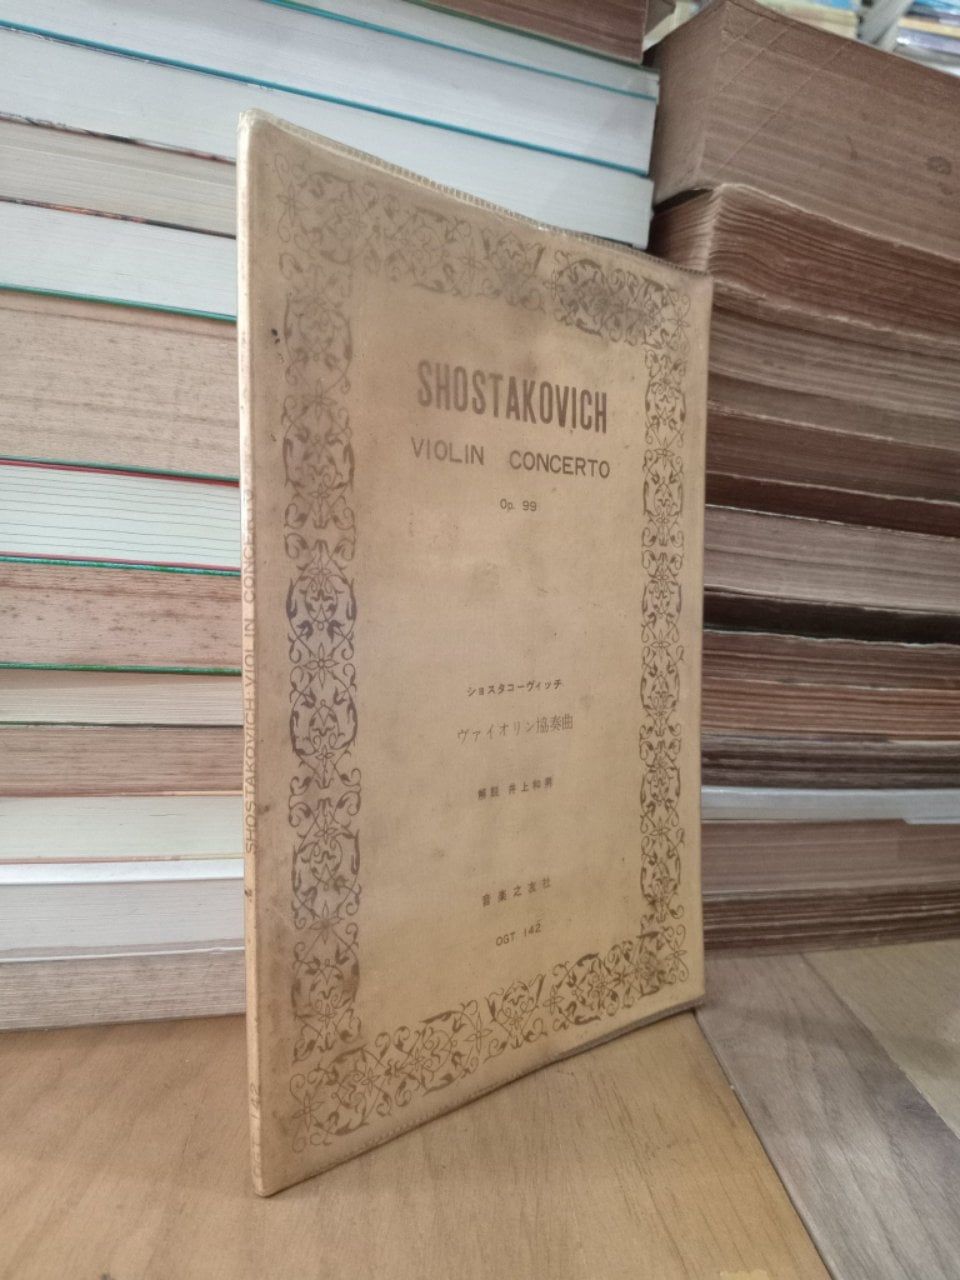 SHOSTAKOVICH
VIOLIN CONCERTO
Op. 99
ショスタコーヴィッチ
ヴァイオリン協奏曲
解説 井上和男
音楽之友社
OGT 142
SHOSTAKOVICH・VIOLIN CONCERTO
142